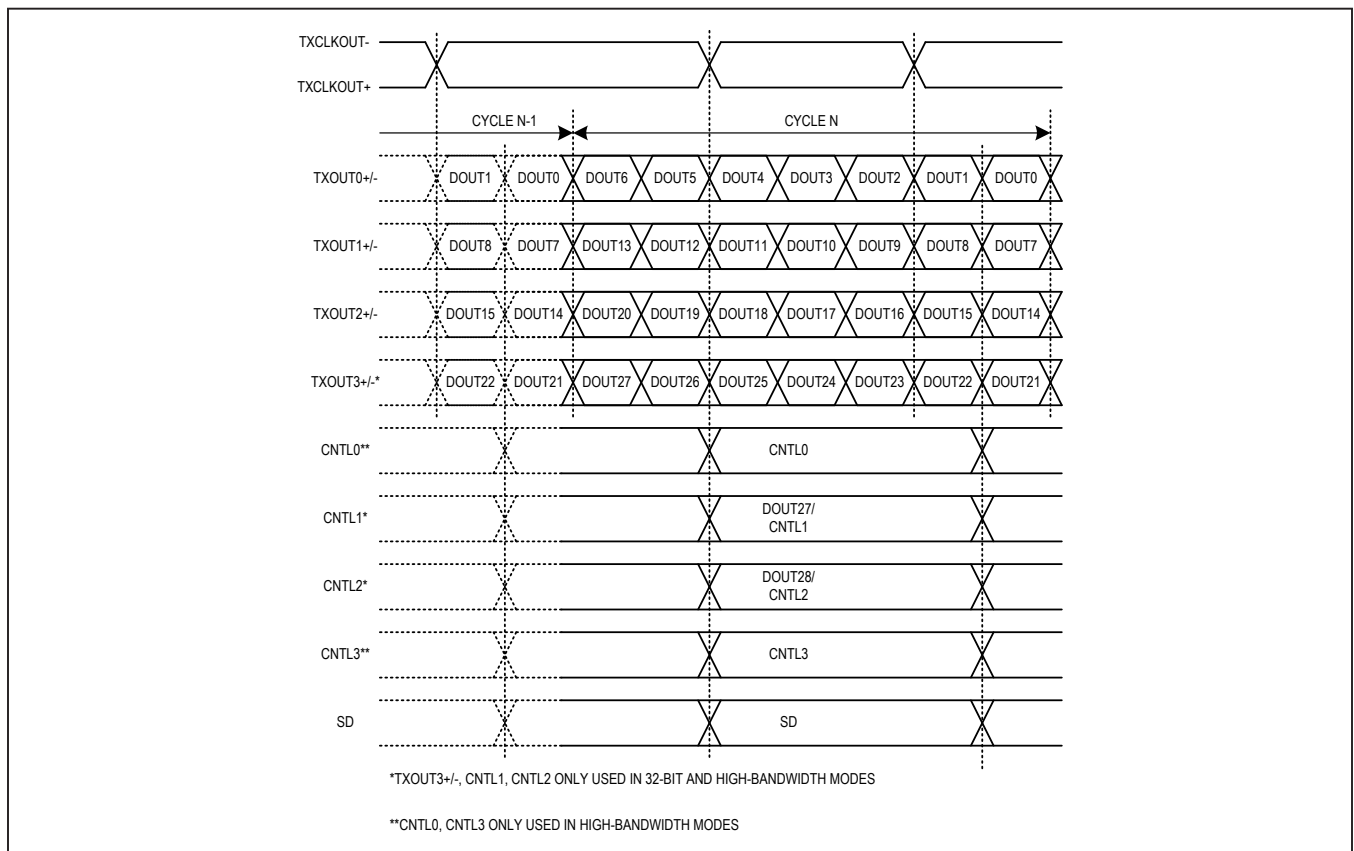 TXCLKOUT-
TXCLKOUT+
CYCLE N-1 CYCLE N
TXOUT0+/- DOUT1 DOUT0 DOUT6 DOUT5 DOUT4 DOUT3 DOUT2 DOUT1 DOUT0
TXOUT1+/- DOUT8 DOUT7 DOUT13 DOUT12 DOUT11 DOUT10 DOUT9 DOUT8 DOUT7
TXOUT2+/- DOUT15 DOUT14 DOUT20 DOUT19 DOUT18 DOUT17 DOUT16 DOUT15 DOUT14
TXOUT3+/-* DOUT22 DOUT21 DOUT27 DOUT26 DOUT25 DOUT24 DOUT23 DOUT22 DOUT21
CNTL0** CNTL0
CNTL1* DOUT27/
CNTL1
CNTL2* DOUT28/
CNTL2
CNTL3** CNTL3
SD SD
*TXOUT3+/-, CNTL1, CNTL2 ONLY USED IN 32-BIT AND HIGH-BANDWIDTH MODES
**CNTL0, CNTL3 ONLY USED IN HIGH-BANDWIDTH MODES